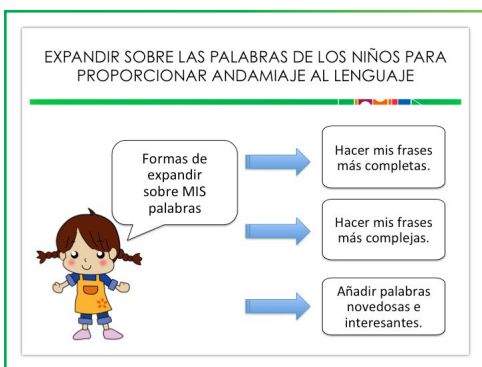 EXPANDIR SOBRE LAS PALABRAS DE LOS NIÑOS PARA
PROPORCIONAR ANDAMIAJE AL LENGUAJE
Formas de
expandir
sobre MIS
palabras
Hacer mis frases
más completas.
Hacer mis frases
más complejas.
Añadir palabras
novedosas e
interesantes.